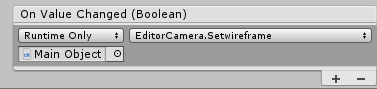 On Value Changed (Boolean)
Runtime Only EditorCamera.Setwireframe
Main Object